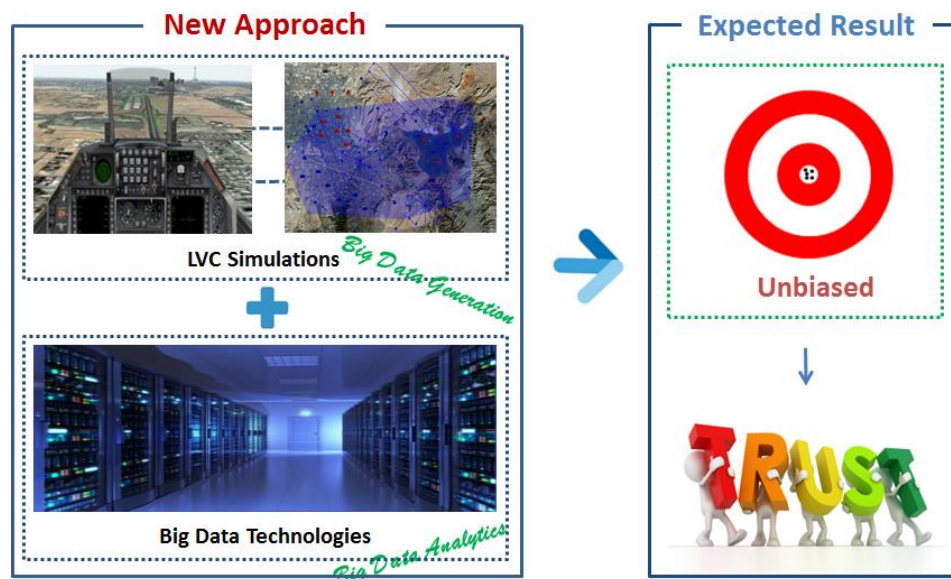 New Approach
LVC Simulations
Big Data Generation
Big Data Technologies
Big Data Analytics
Expected Result
Unbiased
TRUST